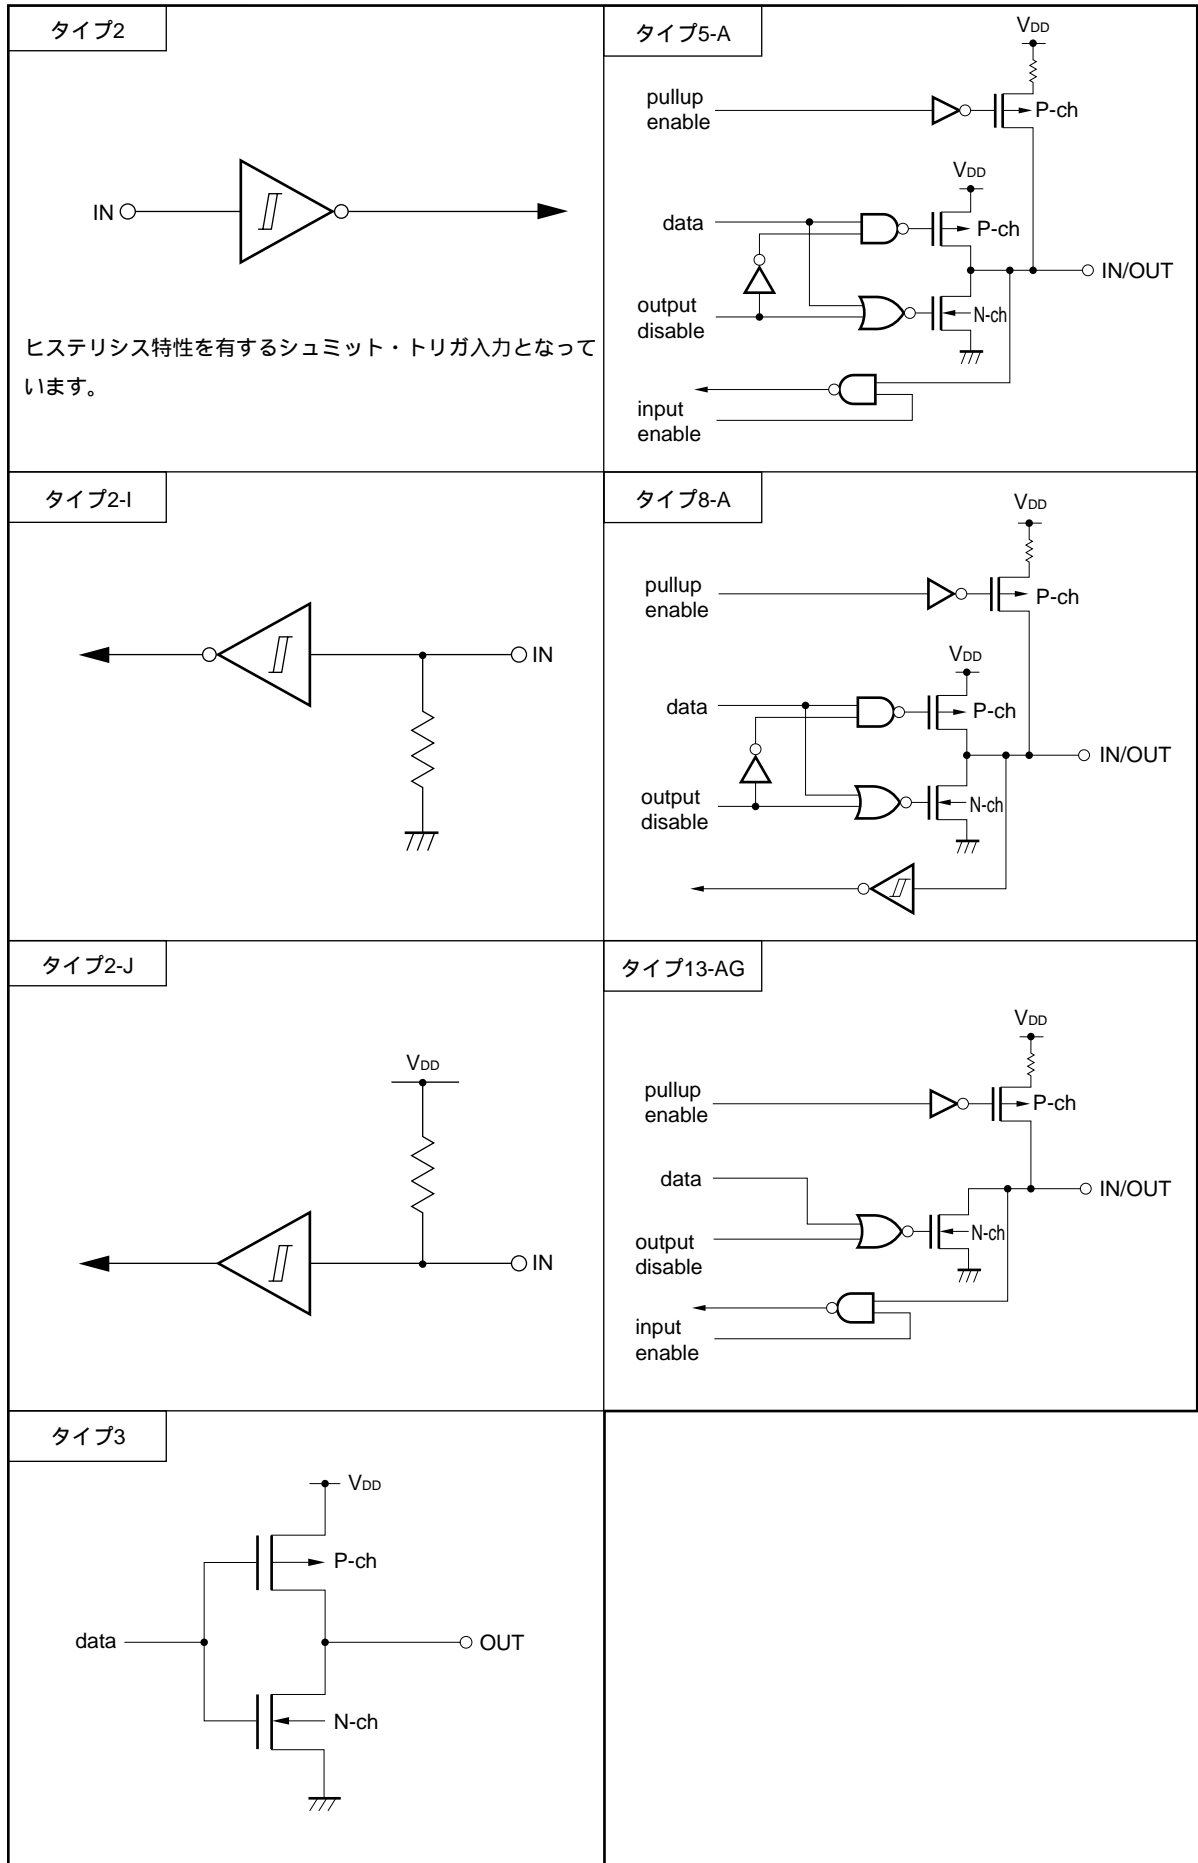 タイプ2
IN
ヒステリシス特性を有するシュミット・トリガ入力となって
います。
タイプ5-A
VDD
pullup
enable
P-ch
VDD
data
P-ch
IN/OUT
output
disable
N-ch
input
enable
タイプ2-I
IN
タイプ8-A
VDD
pullup
enable
P-ch
VDD
data
P-ch
IN/OUT
output
disable
N-ch
タイプ2-J
VDD
IN
タイプ13-AG
VDD
pullup
enable
P-ch
data
IN/OUT
output
disable
N-ch
input
enable
タイプ3
VDD
P-ch
data
OUT
N-ch